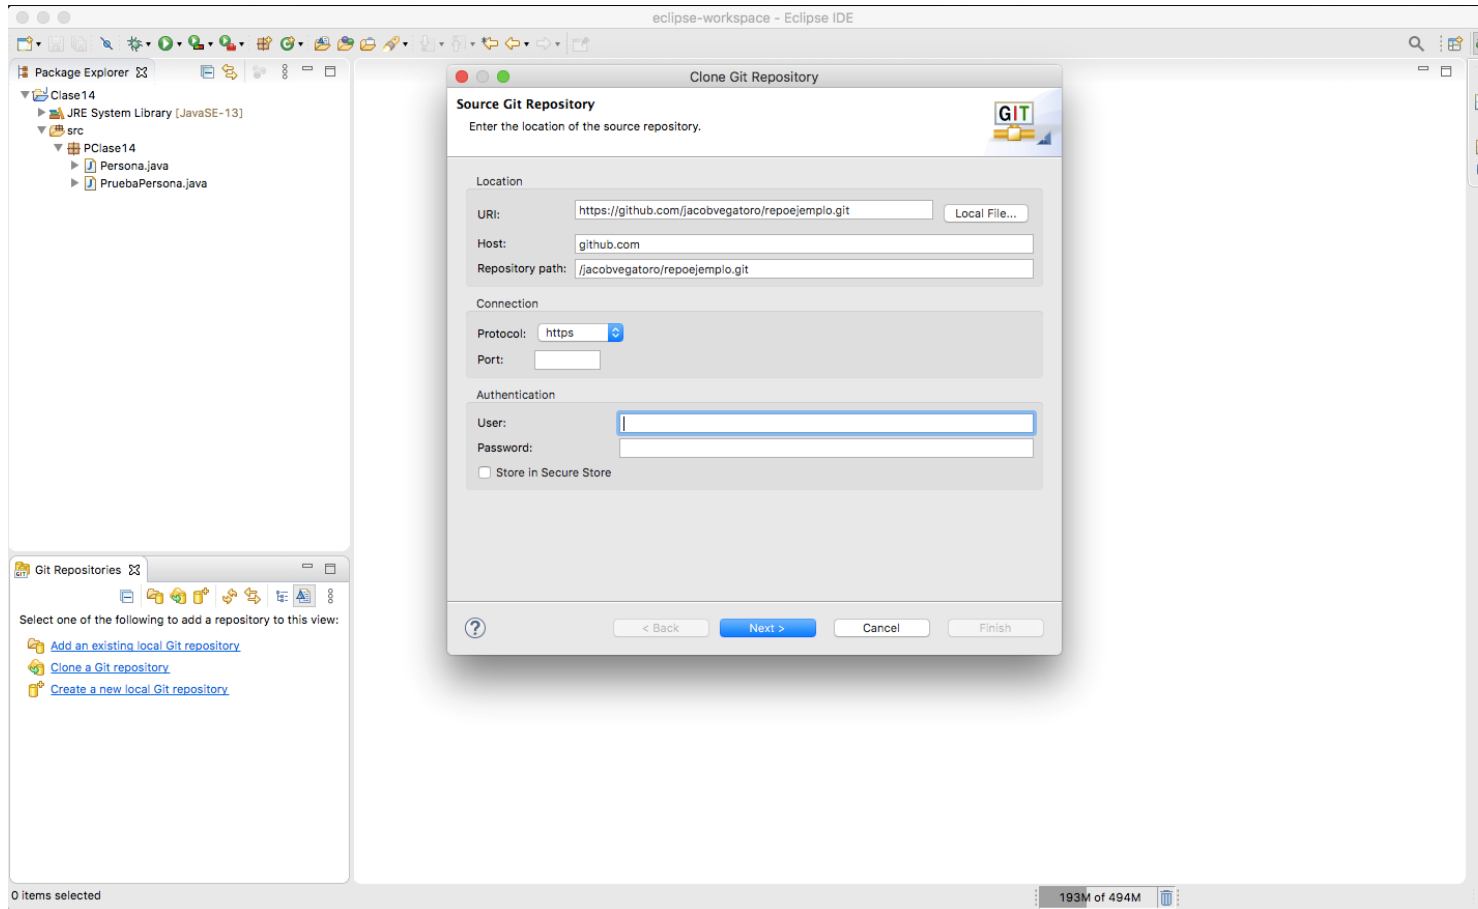 eclipse-workspace - Eclipse IDE
Package Explorer
Clase14
JRE System Library [JavaSE-13]
src
PClase14
Persona.java
PruebaPersona.java
Clone Git Repository
Source Git Repository
Enter the location of the source repository.
GIT
Location
URI: https://github.com/jacobvegatoro/repoejemplo.git Local File...
Host: github.com
Repository path: /jacobvegatoro/repoejemplo.git
Connection
Protocol: https
Port:
Authentication
User:
Password:
Store in Secure Store
? < Back Next > Cancel Finish
Git Repositories
Select one of the following to add a repository to this view:
Add an existing local Git repository
Clone a Git repository
Create a new local Git repository
0 items selected
193M of 494M